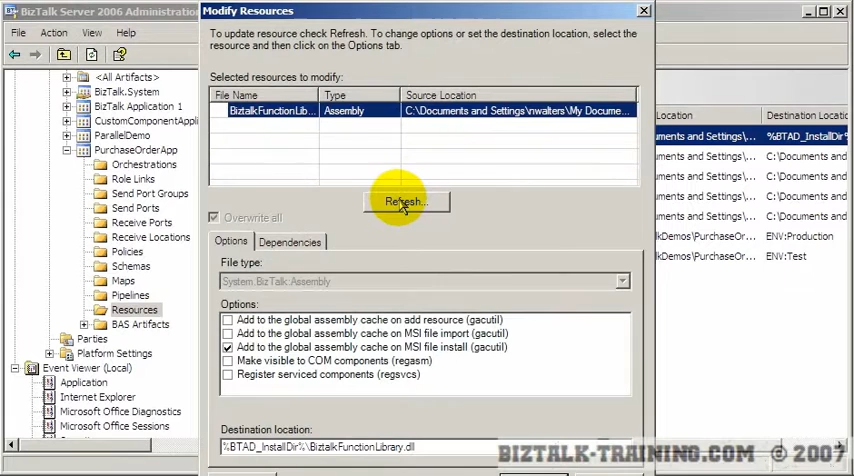 BizTalk Server 2006 Administration
File Action View Help
<All Artifacts>
BizTalk.System
BizTalk Application 1
CustomComponentAppl
ParallelDemo
PurchaseOrderApp
Orchestrations
Role Links
Send Port Groups
Send Ports
Receive Ports
Receive Locations
Policies
Schemas
Maps
Pipelines
Resources
BAS Artifacts
Parties
Platform Settings
Event Viewer (Local)
Application
Internet Explorer
Microsoft Office Diagnostics
Microsoft Office Sessions
Modify Resources
To update resource check Refresh. To change options or set the destination location, select the
resource and then click on the Options tab.
Selected resources to modify:
File Name Type Source Location
BiztalkFunctionLib... Assembly C:\Documents and Settings\nwalters\My Docume...
Refresh...
Overwrite all
Options Dependencies
File type:
System.BizTalk:Assembly
Options:
Add to the global assembly cache on add resource (gacutil)
Add to the global assembly cache on MSI file import (gacutil)
Add to the global assembly cache on MSI file install (gacutil)
Make visible to COM components (regasm)
Register serviced components (regsvcs)
Destination location:
%BTAD_InstallDir%\BiztalkFunctionLibrary.dll
Location Destination Locatio
uments and Settings\... %BTAD_InstallDir%
uments and Settings\... C:\Documents and
uments and Settings\... C:\Documents and
uments and Settings\... C:\Documents and
uments and Settings\... C:\Documents and
lkDemos\PurchaseOr... ENV:Production
lkDemos\PurchaseOr... ENV:Test
BIZTALK-TRAINING.COM © 2007